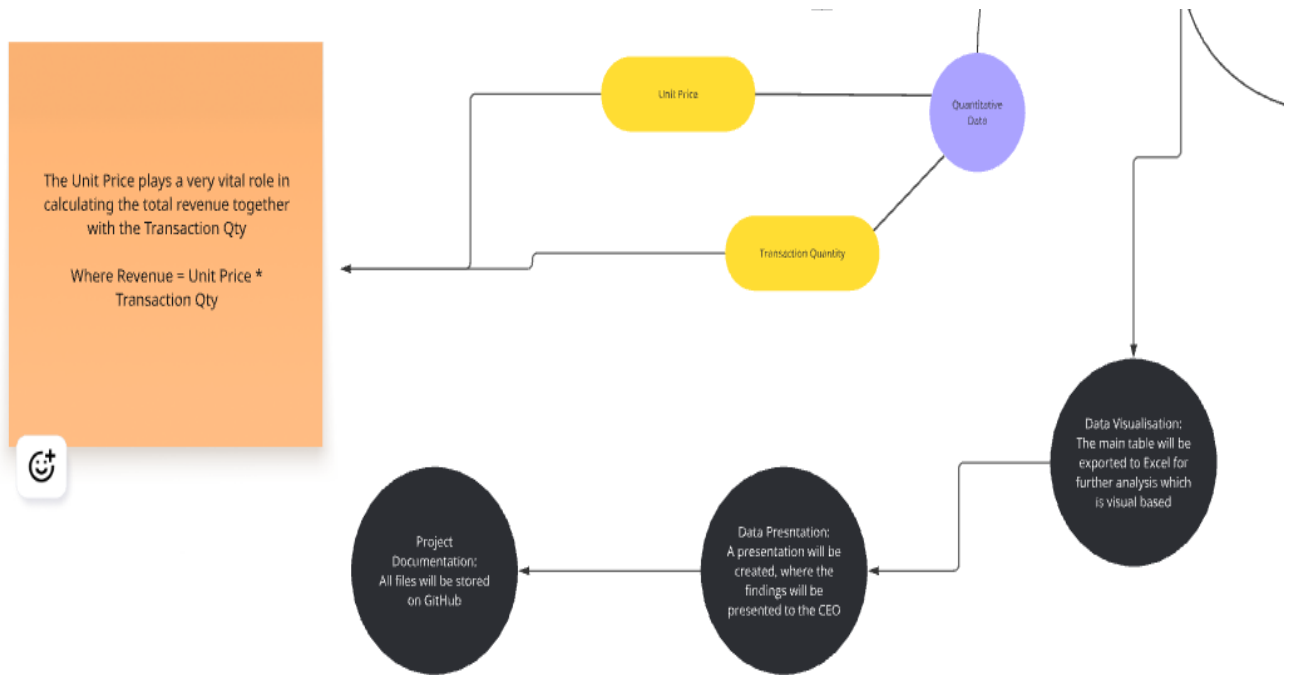 Unit Price
Quantitative
Data
The Unit Price plays a very vital role in
calculating the total revenue together
with the Transaction Qty
Where Revenue = Unit Price *
Transaction Qty
Transaction Quantity
Data Visualisation:
The main table will be
exported to Excel for
further analysis which
is visual based
Data Presntation:
A presentation will be
created, where the
findings will be
presented to the CEO
Project
Documentation:
All files will be stored
on GitHub